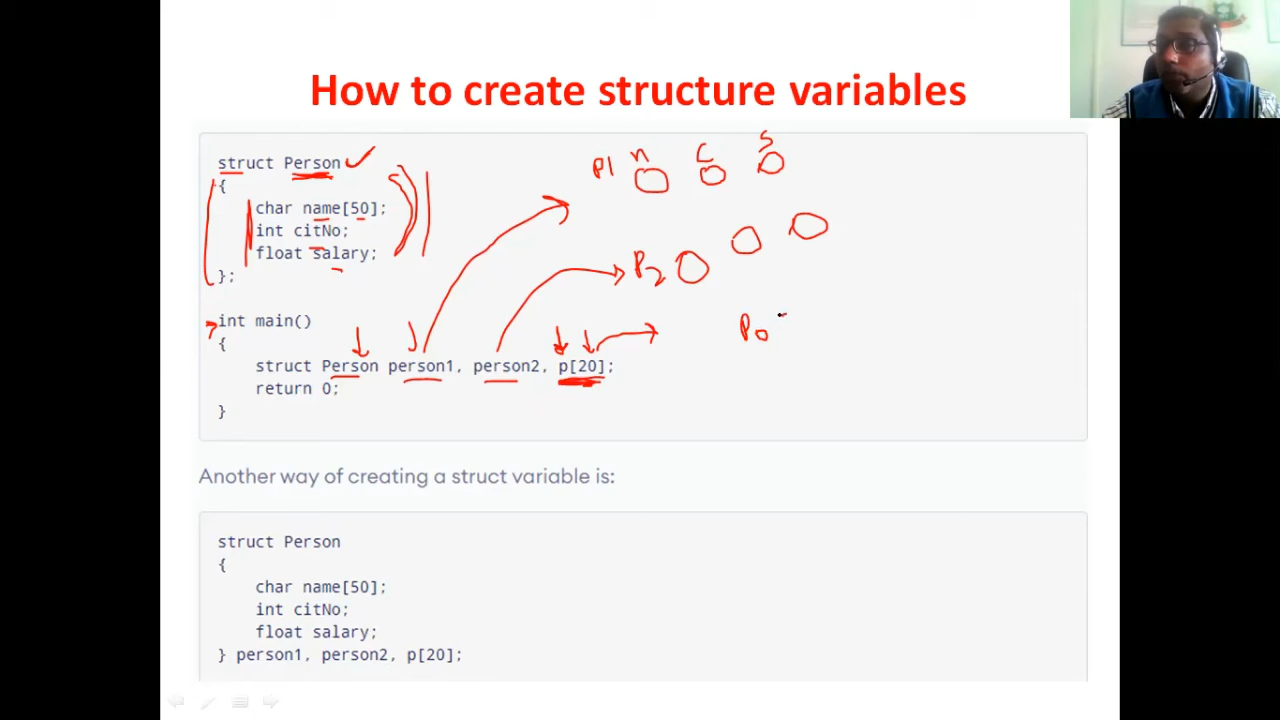 How to create structure variables
struct Person
{
char name[50];
int citNo;
float salary;
};
int main()
{
struct Person person1, person2, p[20];
return 0;
}
P1 n C S
P2
P0
Another way of creating a struct variable is:
struct Person
{
char name[50];
int citNo;
float salary;
} person1, person2, p[20];